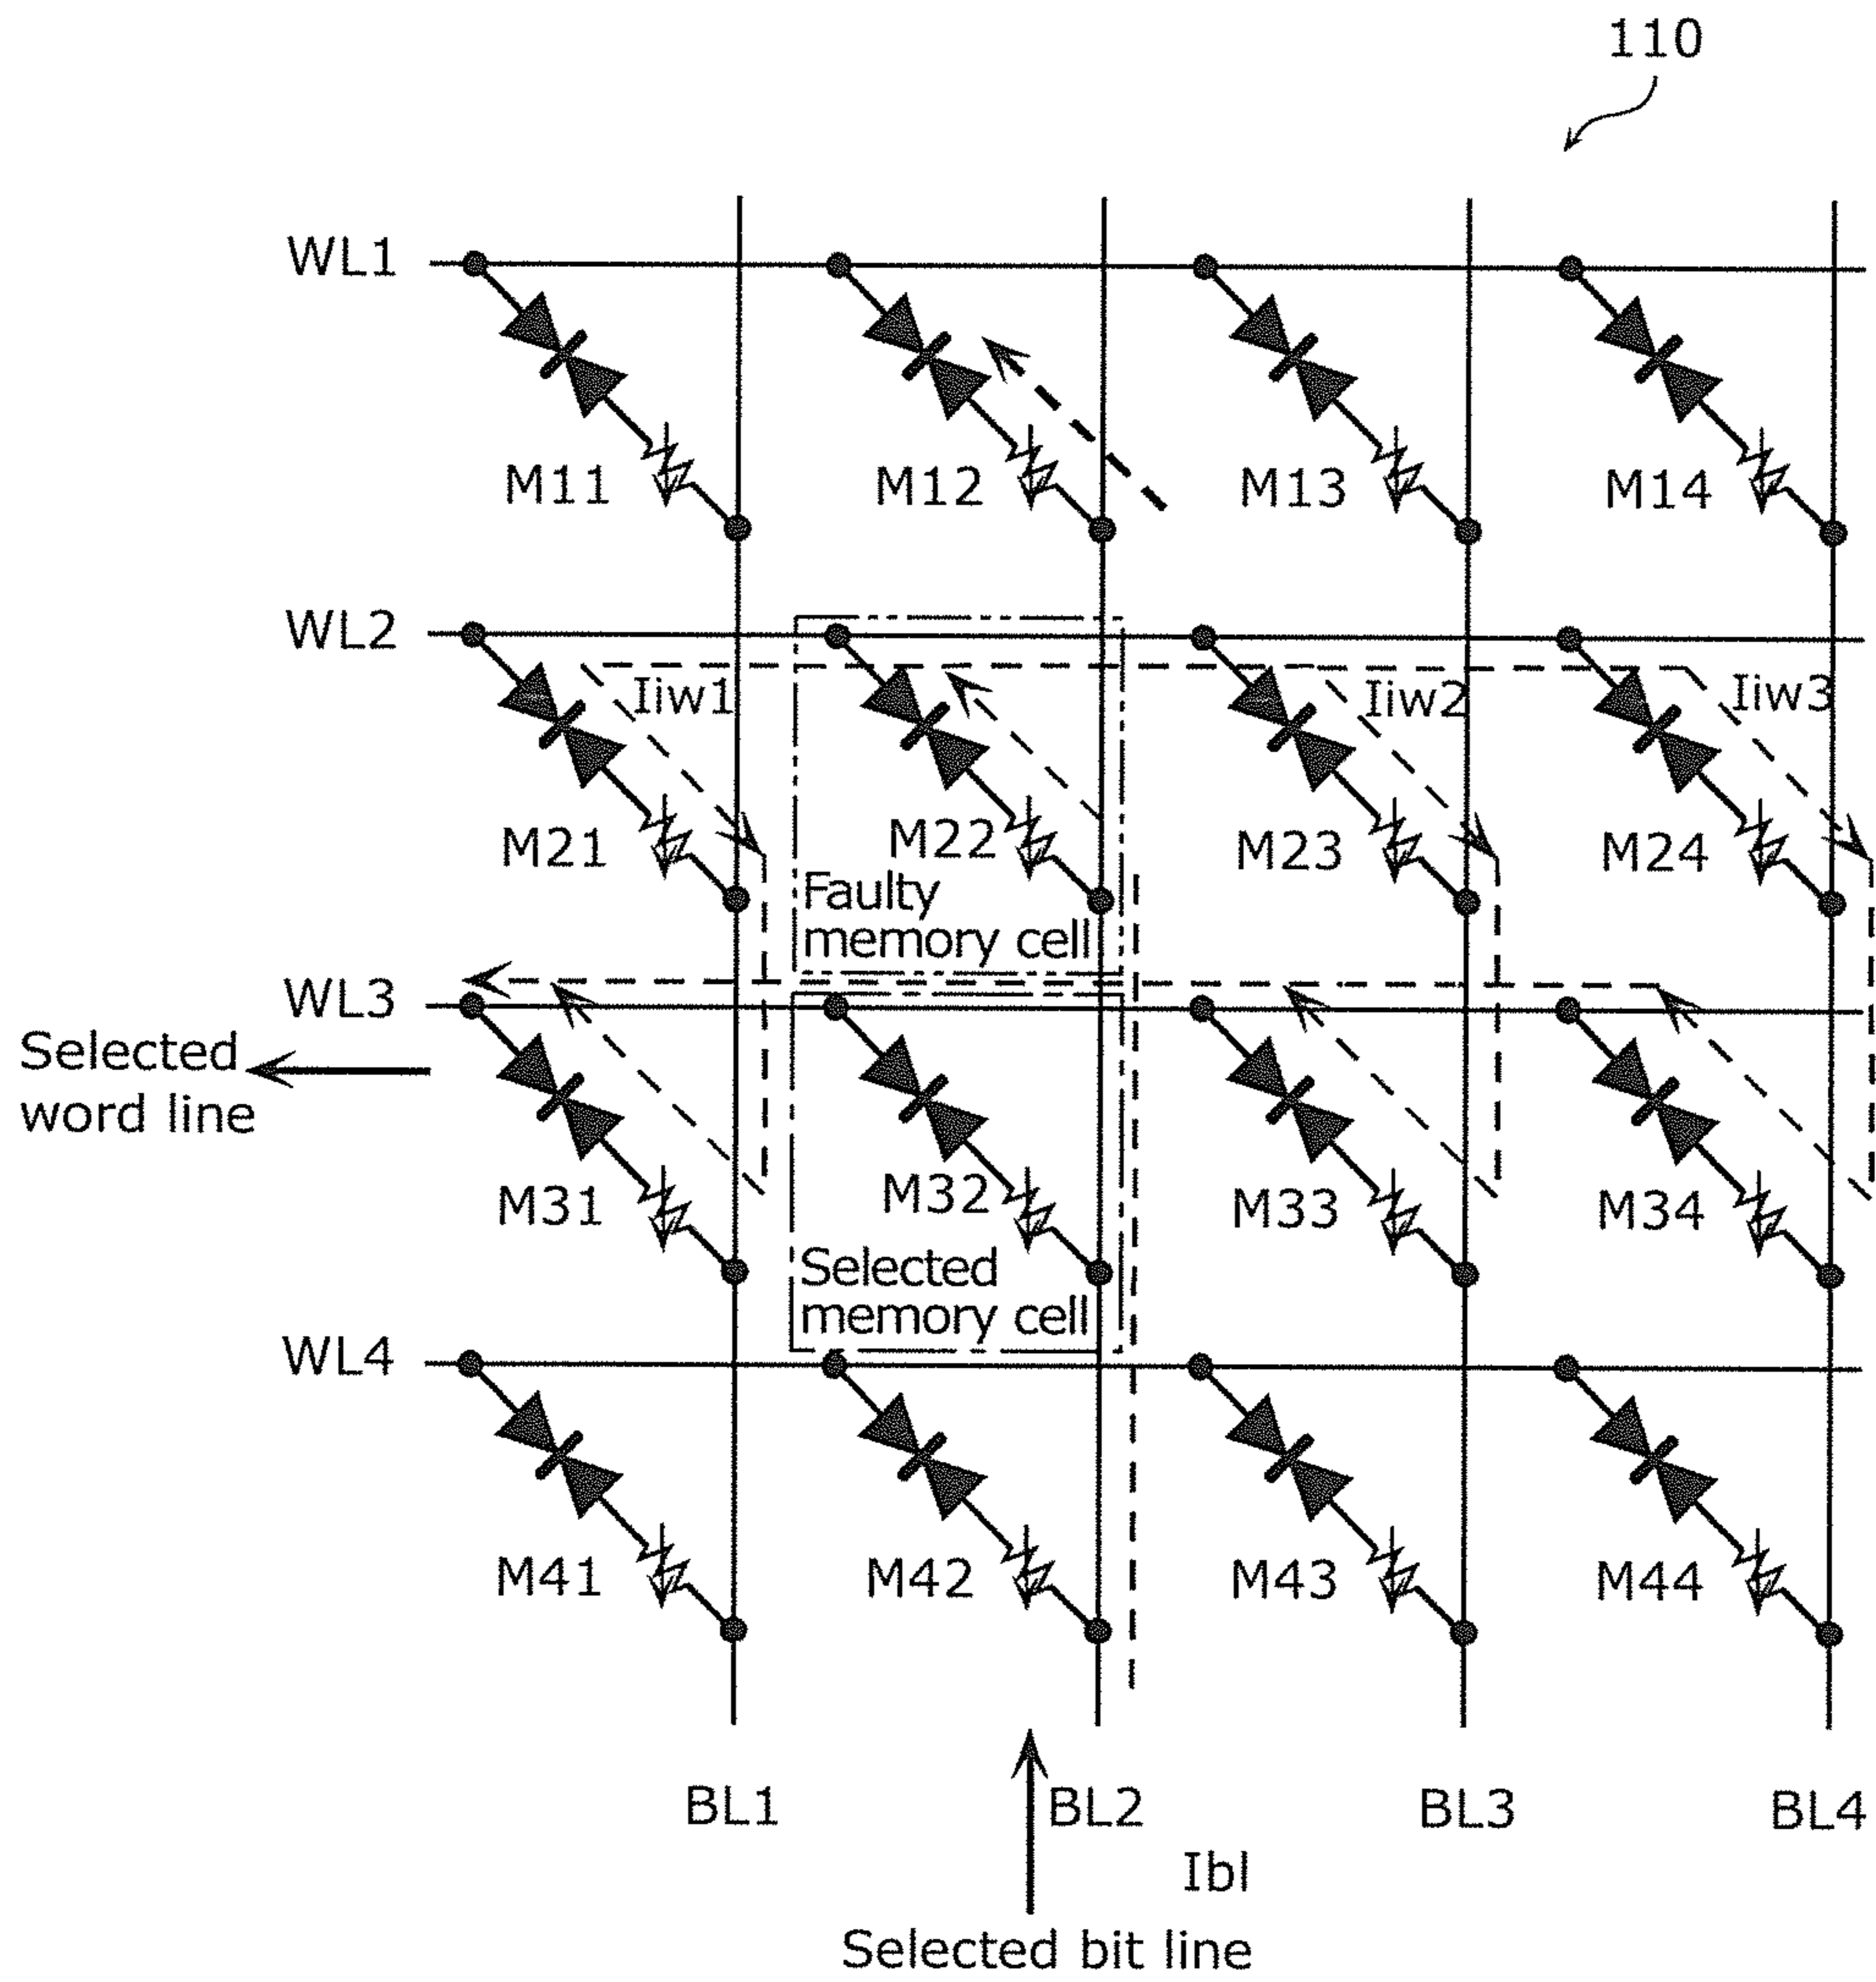 110
WL1
M11
M12
M13
M14
WL2
Iiw1
Iiw2
Iiw3
M21
M22
M23
M24
Faulty
memory cell
WL3
Selected
word line
M31
M32
M33
M34
Selected
memory cell
WL4
M41
M42
M43
M44
BL1
BL2
BL3
BL4
Ibl
Selected bit line